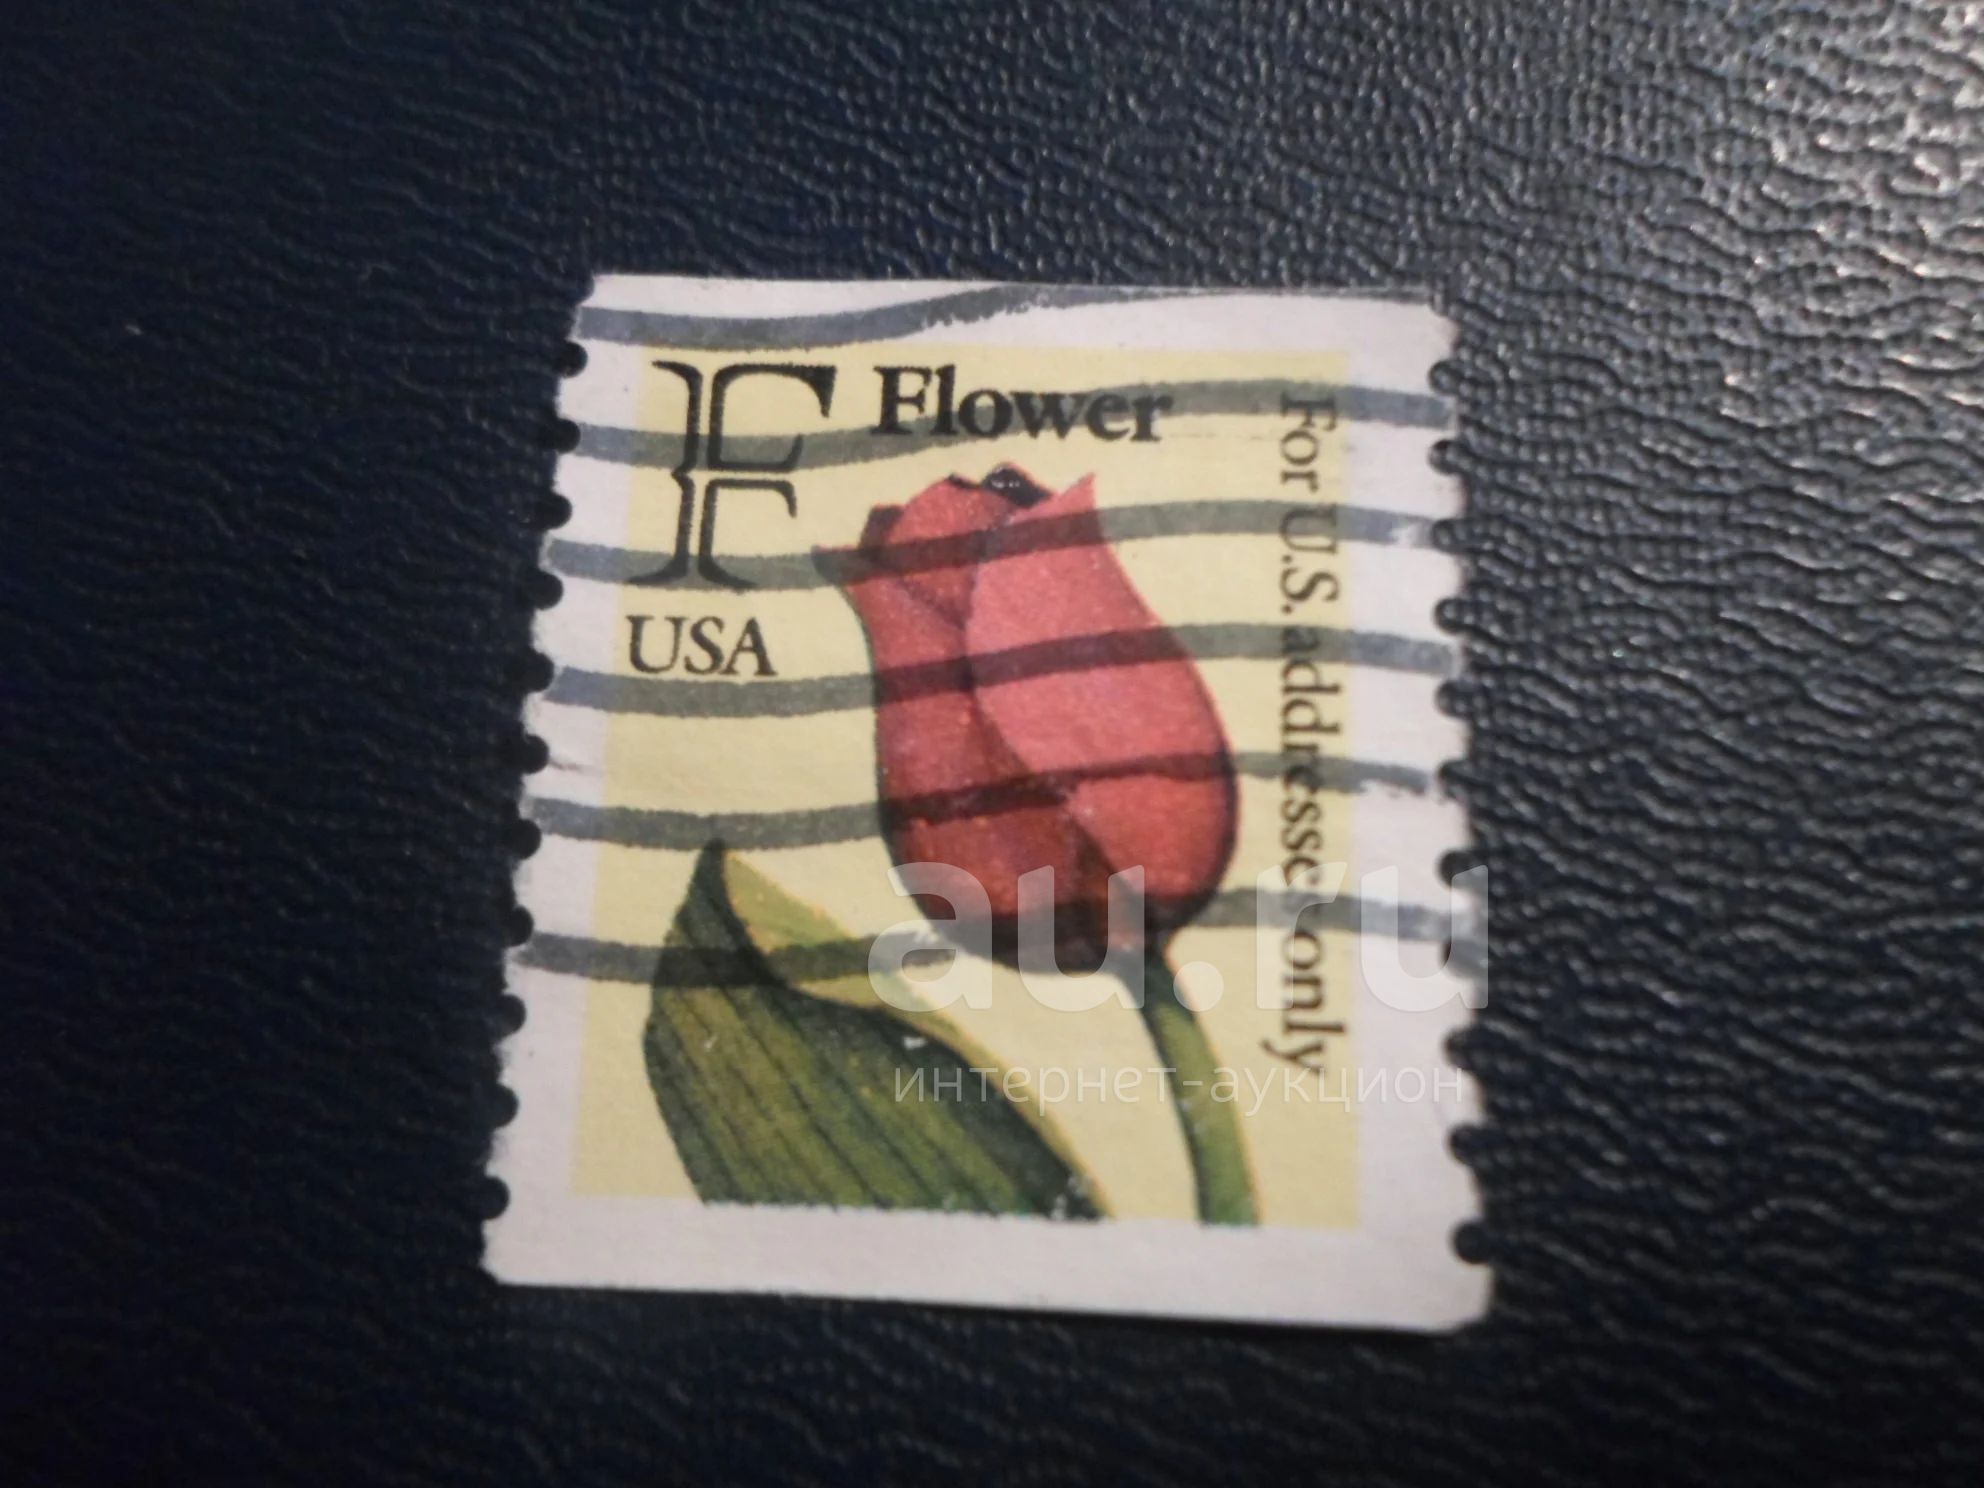 F Flower
USA
For U.S. addresses only
au.ru
интернет-аукцион